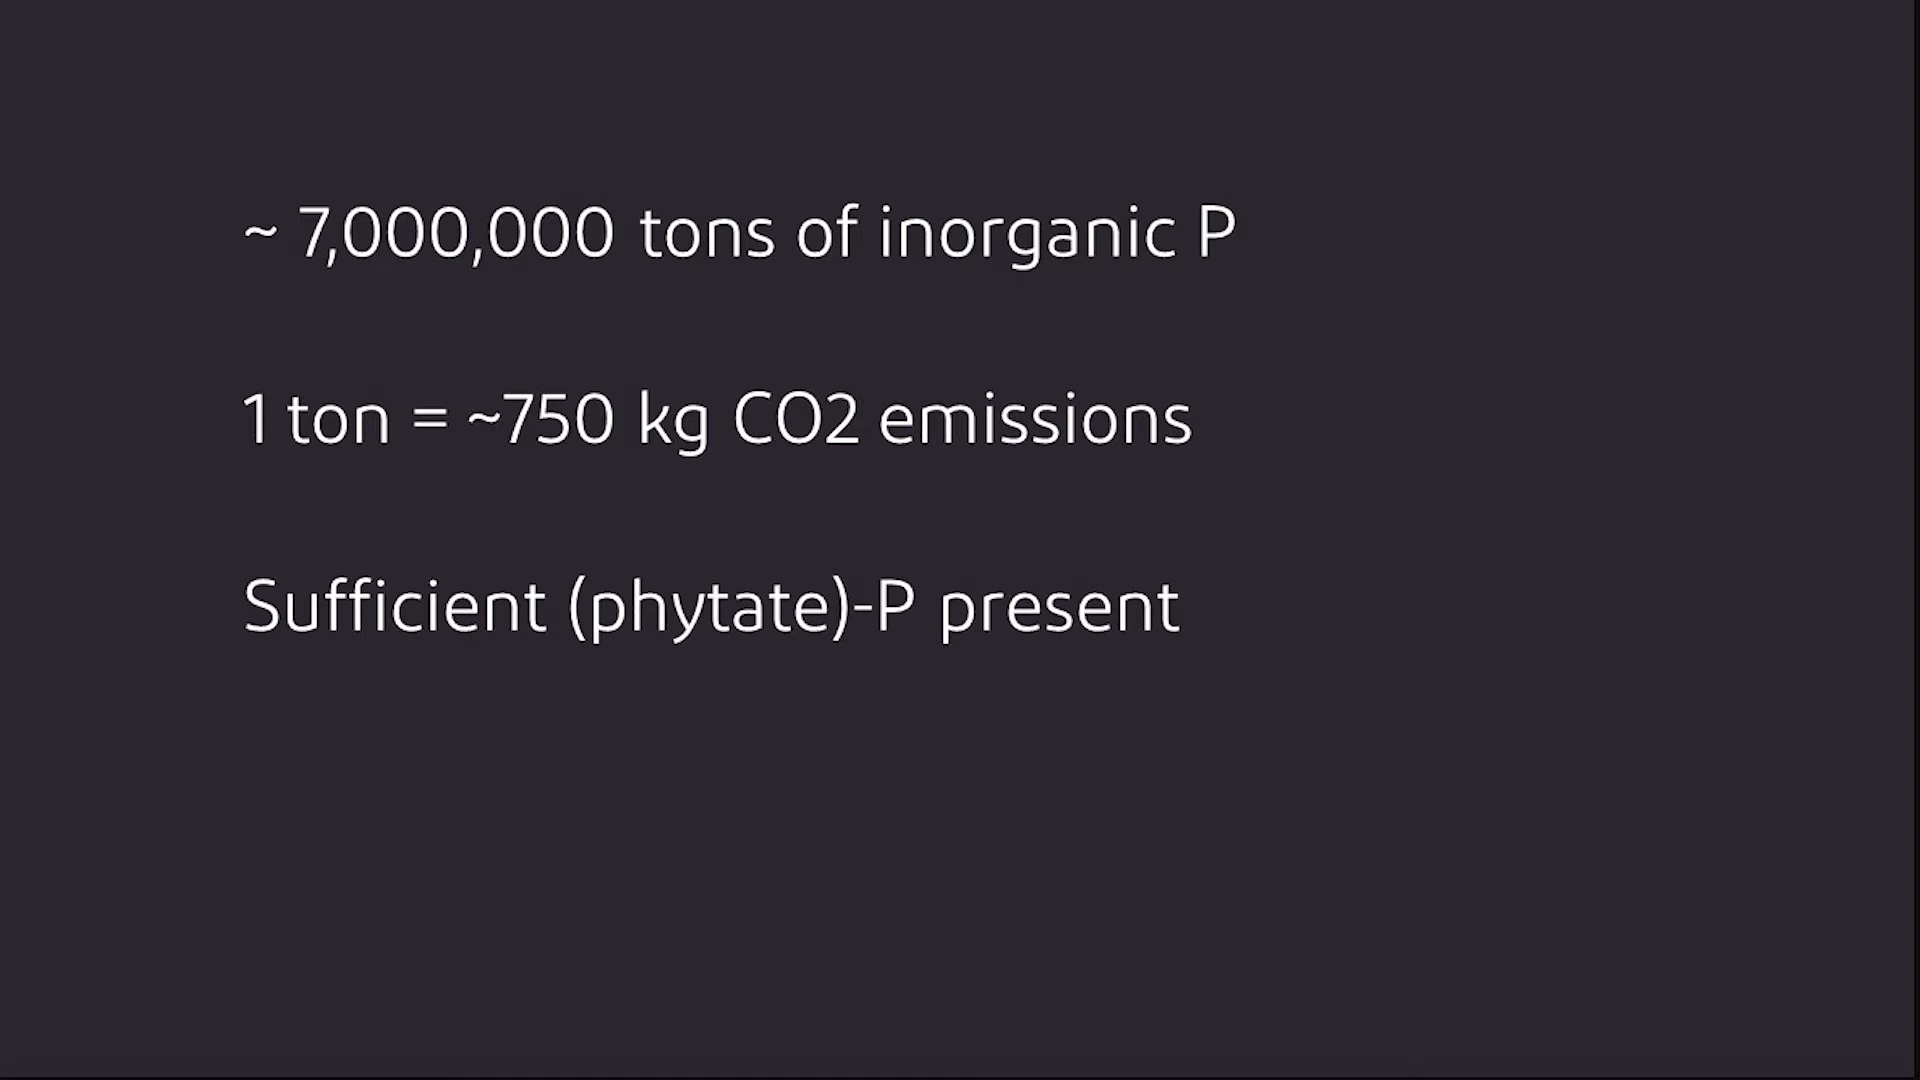 ~ 7,000,000 tons of inorganic P
1 ton = ~750 kg CO2 emissions
Sufficient (phytate)-P present